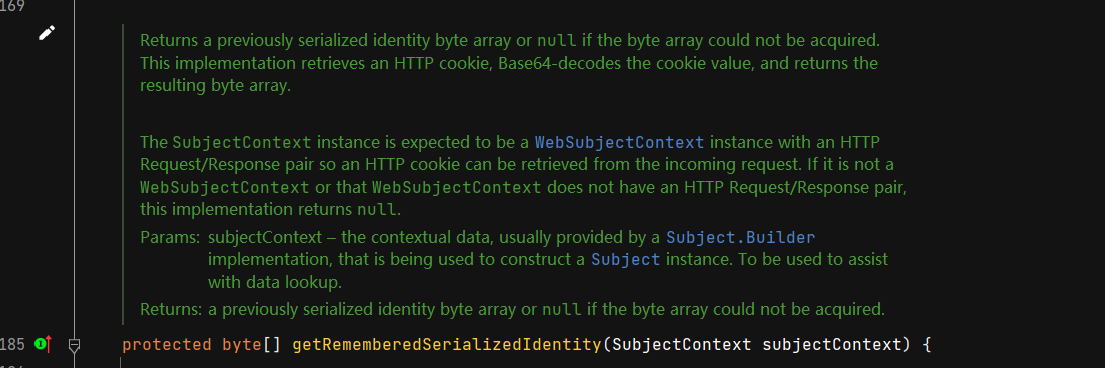 169
Returns a previously serialized identity byte array or null if the byte array could not be acquired.
This implementation retrieves an HTTP cookie, Base64-decodes the cookie value, and returns the
resulting byte array.
The SubjectContext instance is expected to be a WebSubjectContext instance with an HTTP
Request/Response pair so an HTTP cookie can be retrieved from the incoming request. If it is not a
WebSubjectContext or that WebSubjectContext does not have an HTTP Request/Response pair,
this implementation returns null.
Params: subjectContext – the contextual data, usually provided by a Subject.Builder
implementation, that is being used to construct a Subject instance. To be used to assist
with data lookup.
Returns: a previously serialized identity byte array or null if the byte array could not be acquired.
185 protected byte[] getRememberedSerializedIdentity(SubjectContext subjectContext) {